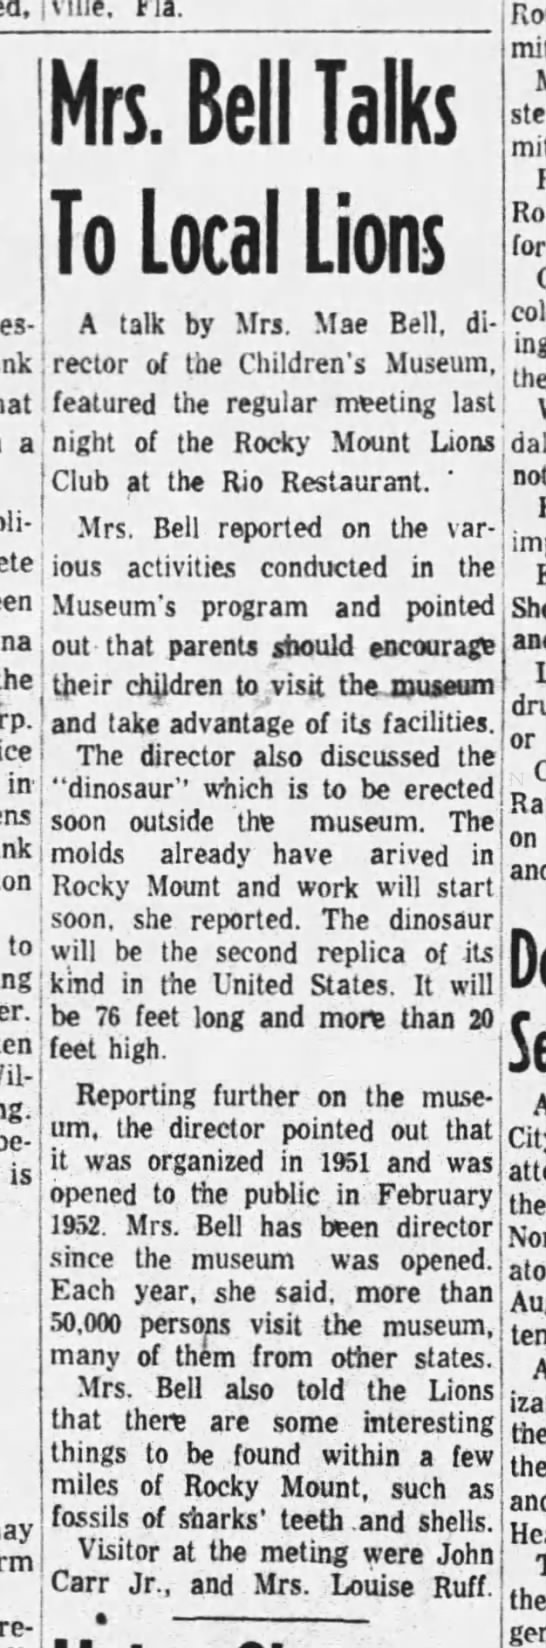 ville, Fla.
Mrs. Bell Talks
To Local Lions
A talk by Mrs. Mae Bell, di-
rector of the Children's Museum,
featured the regular meeting last
night of the Rocky Mount Lions
Club at the Rio Restaurant.
Mrs. Bell reported on the var-
ious activities conducted in the
Museum's program and pointed
out that parents should encourage
their children to visit the museum
and take advantage of its facilities.
The director also discussed the
"dinosaur" which is to be erected
soon outside the museum. The
molds already have arived in
Rocky Mount and work will start
soon, she reported. The dinosaur
will be the second replica of its
kind in the United States. It will
be 76 feet long and more than 20
feet high.
Reporting further on the muse-
um, the director pointed out that
it was organized in 1951 and was
opened to the public in February
1952. Mrs. Bell has been director
since the museum was opened.
Each year, she said, more than
50,000 persons visit the museum,
many of them from other states.
Mrs. Bell also told the Lions
that there are some interesting
things to be found within a few
miles of Rocky Mount, such as
fossils of sharks' teeth and shells.
Visitor at the meting were John
Carr Jr., and Mrs. Louise Ruff.